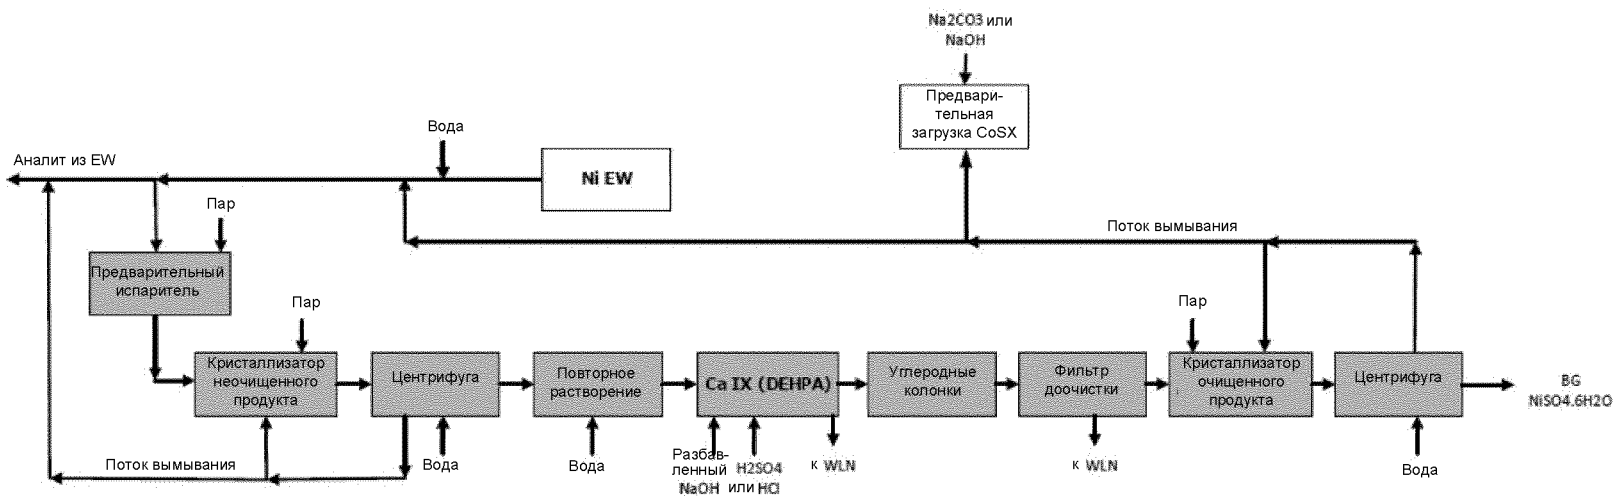 Na2CO3 или
NaOH
Предвари-
тельная
загрузка CoSX
Вода
Аналит из EW
Ni EW
Пар
Поток вымывания
Предварительный
испаритель
Пар
Пар
Кристаллизатор
неочищенного
продукта
Центрифуга
Повторное
растворение
Ca IX (DEHPA)
Углеродные
колонки
Фильтр
доочистки
Кристаллизатор
очищенного
продукта
Центрифуга
BG
NiSO4.6H2O
Поток вымывания
Вода
Вода
Разбав-
ленный
NaOH
H2SO4
или HCl
к WLN
к WLN
Вода